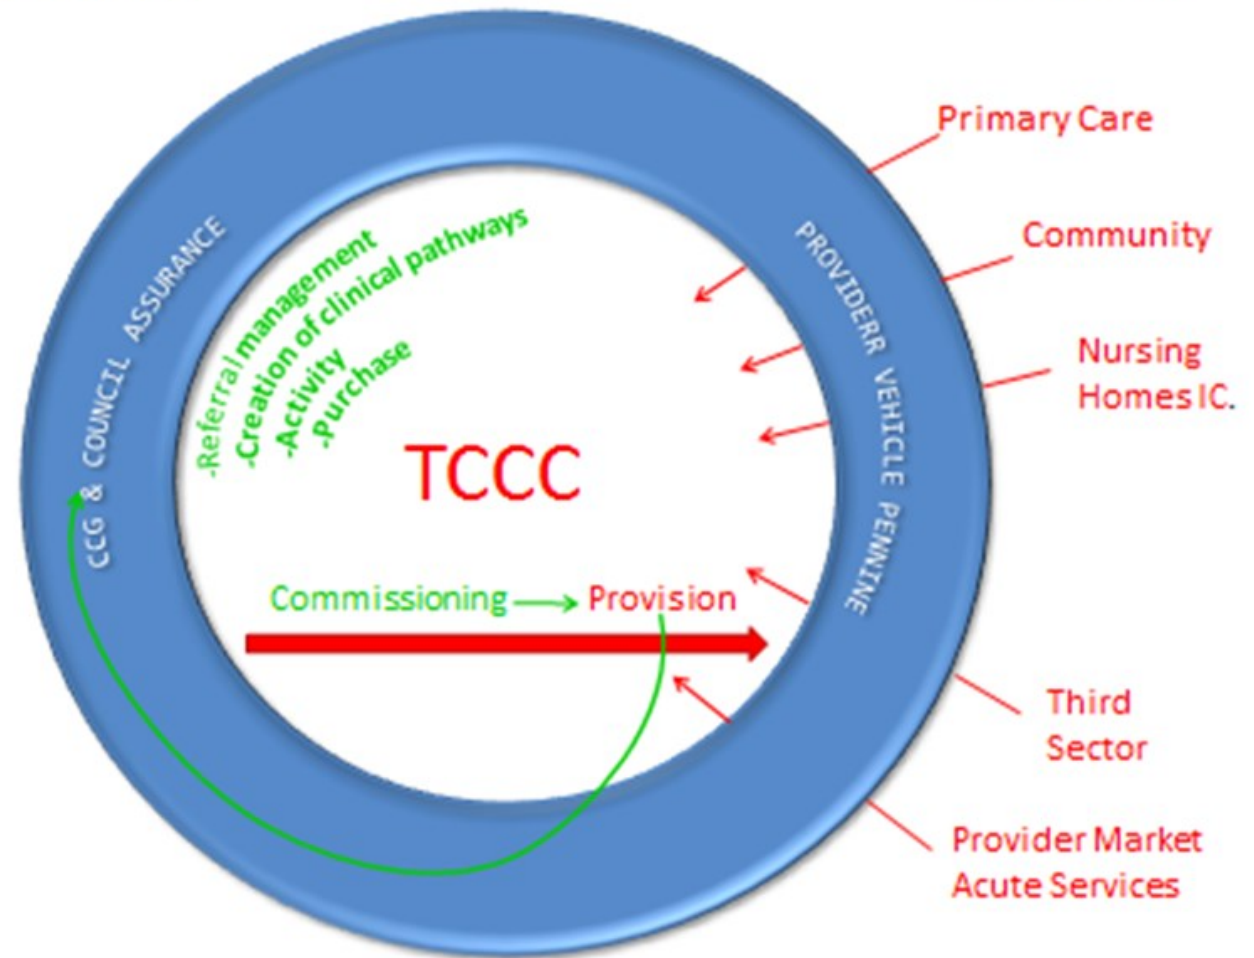 CCG & COUNCIL ASSURANCE
-Referral management
-Creation of clinical pathways
-Activity
-Purchase
TCCC
Commissioning
Provision
PROVIDERR VEHICLE PENNINE
Primary Care
Community
Nursing
Homes IC.
Third
Sector
Provider Market
Acute Services